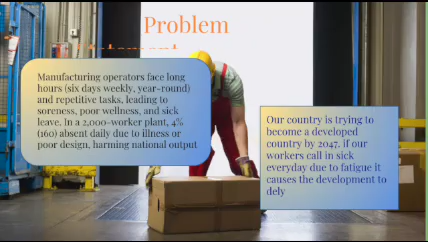 Problem
Statement
Manufacturing operators face long
hours (six days weekly, year-round)
and repetitive tasks, leading to
soreness, poor wellness, and sick
leave. In a 2,000-worker plant, 4%
(160) absent daily due to illness or
poor design, harming national output
Our country is trying to
become a developed
country by 2047, if our
workers call in sick
everyday due to fatigue it
causes the development to
dely